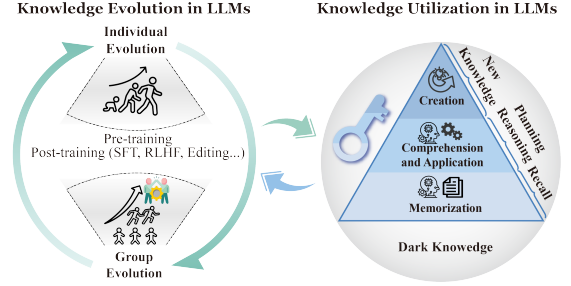 Knowledge Evolution in LLMs
Individual
Evolution
Pre-training
Post-training (SFT, RLHF, Editing...)
Group
Evolution
Knowledge Utilization in LLMs
Creation
Comprehension
and Application
Memorization
New
Knowledge
Planning
Reasoning
Recall
Dark Knowedge